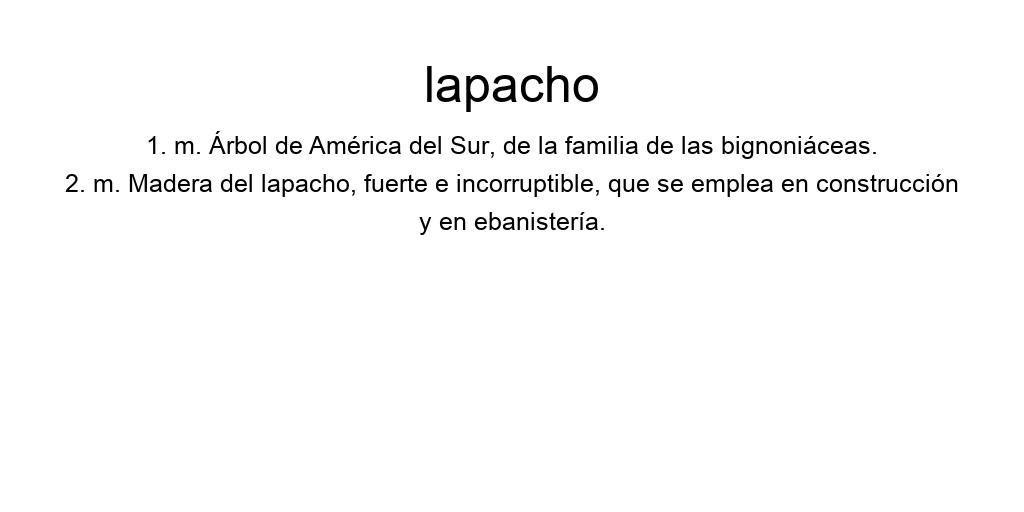 lapacho
1. m. Árbol de América del Sur, de la familia de las bignoniáceas.
2. m. Madera del lapacho, fuerte e incorruptible, que se emplea en construcción
y en ebanistería.